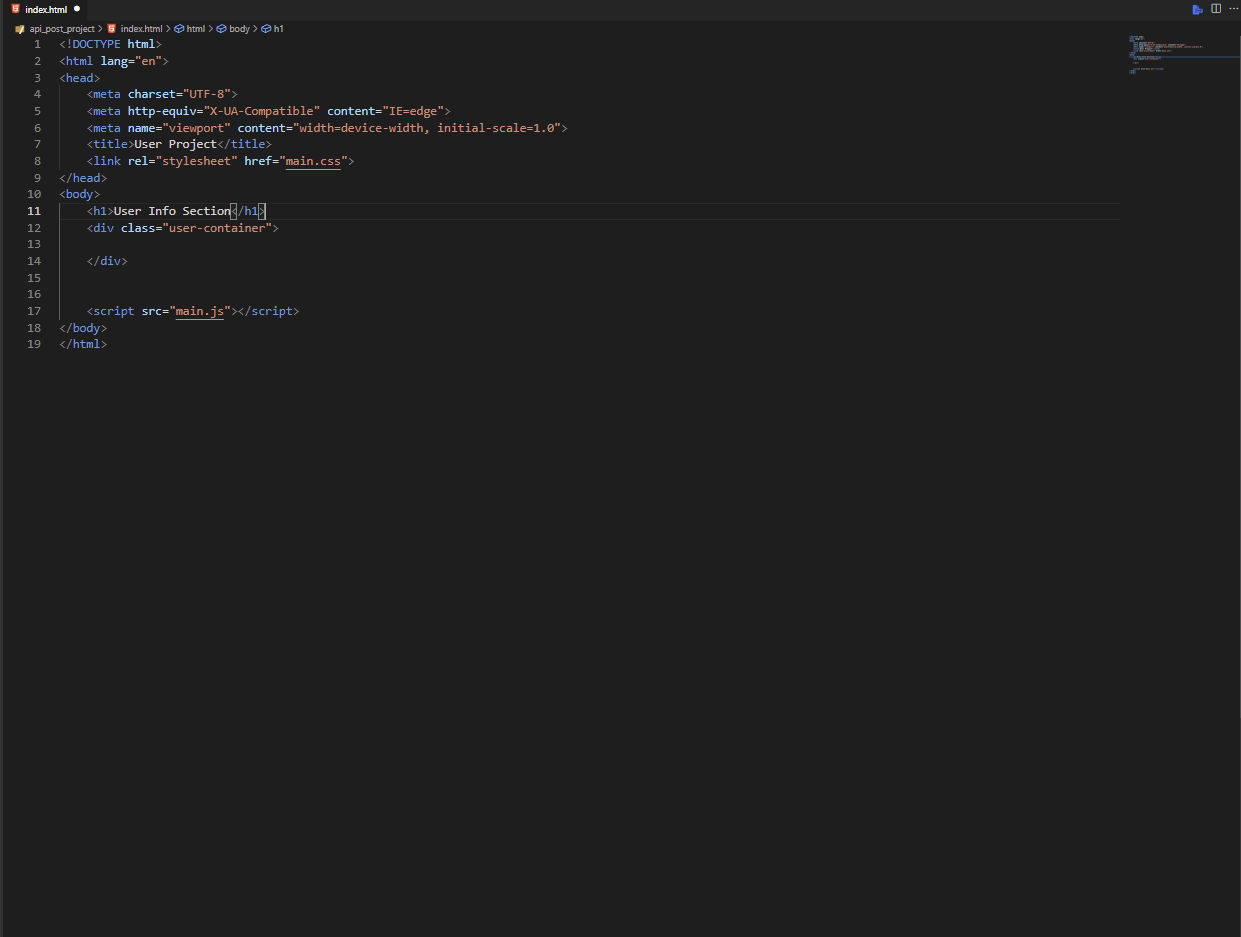 index.html
api_post_project > index.html > html > body > h1
1 <!DOCTYPE html>
2 <html lang="en">
3 <head>
4     <meta charset="UTF-8">
5     <meta http-equiv="X-UA-Compatible" content="IE=edge">
6     <meta name="viewport" content="width=device-width, initial-scale=1.0">
7     <title>User Project</title>
8     <link rel="stylesheet" href="main.css">
9 </head>
10 <body>
11     <h1>User Info Section</h1>
12     <div class="user-container">
13
14     </div>
15
16
17     <script src="main.js"></script>
18 </body>
19 </html>